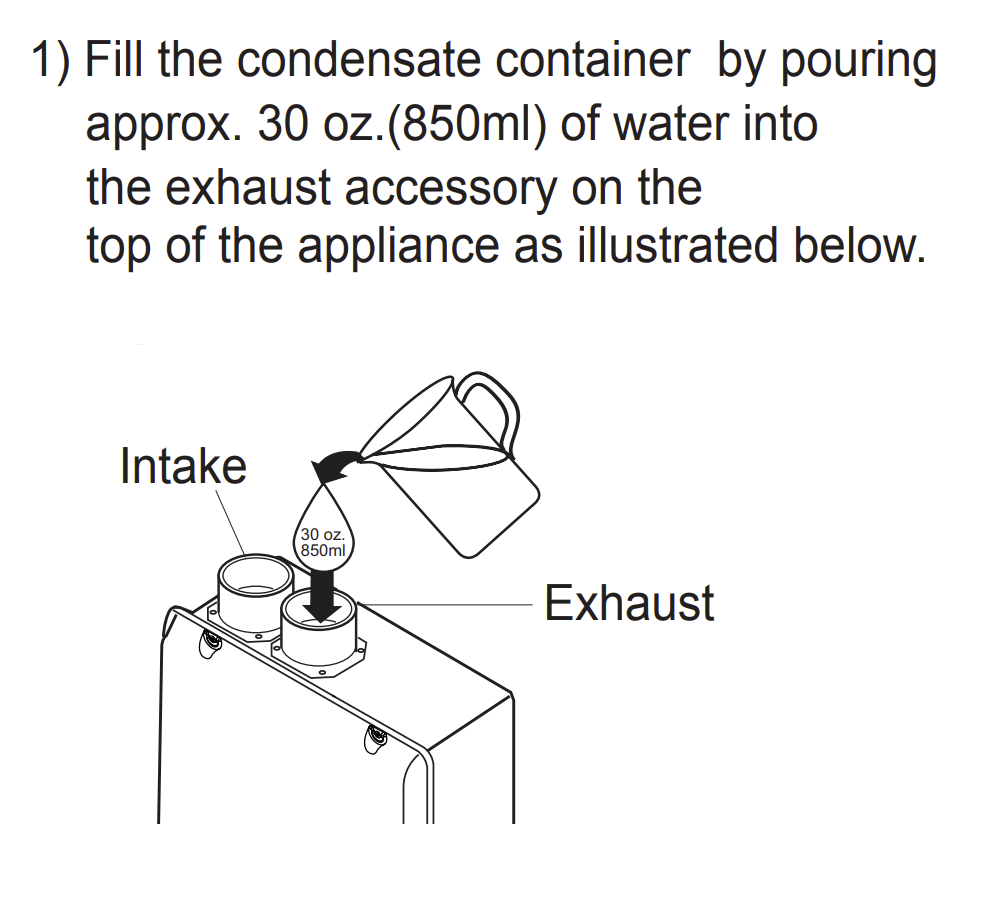 1) Fill the condensate container by pouring
approx. 30 oz.(850ml) of water into
the exhaust accessory on the
top of the appliance as illustrated below.
Intake
30 oz.
850ml
Exhaust